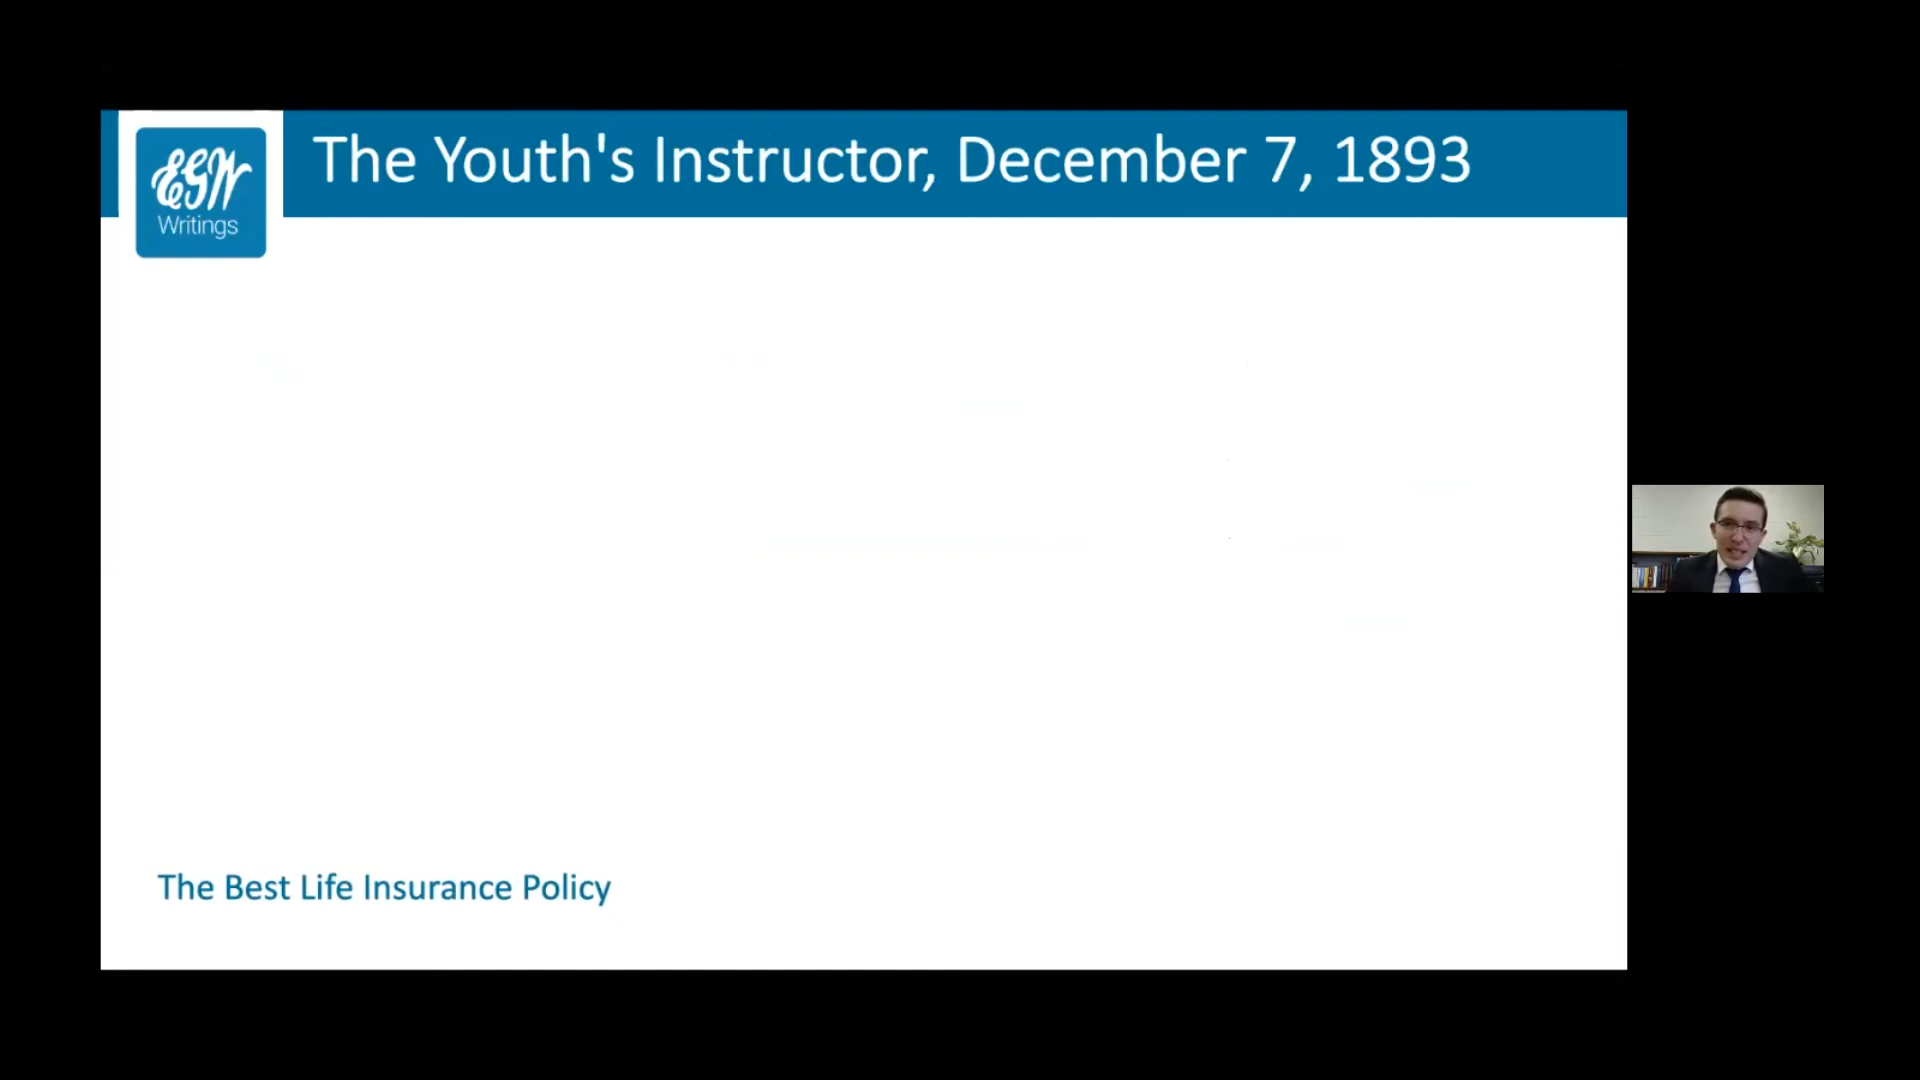 The Youth's Instructor, December 7, 1893
EGW
Writings
The Best Life Insurance Policy